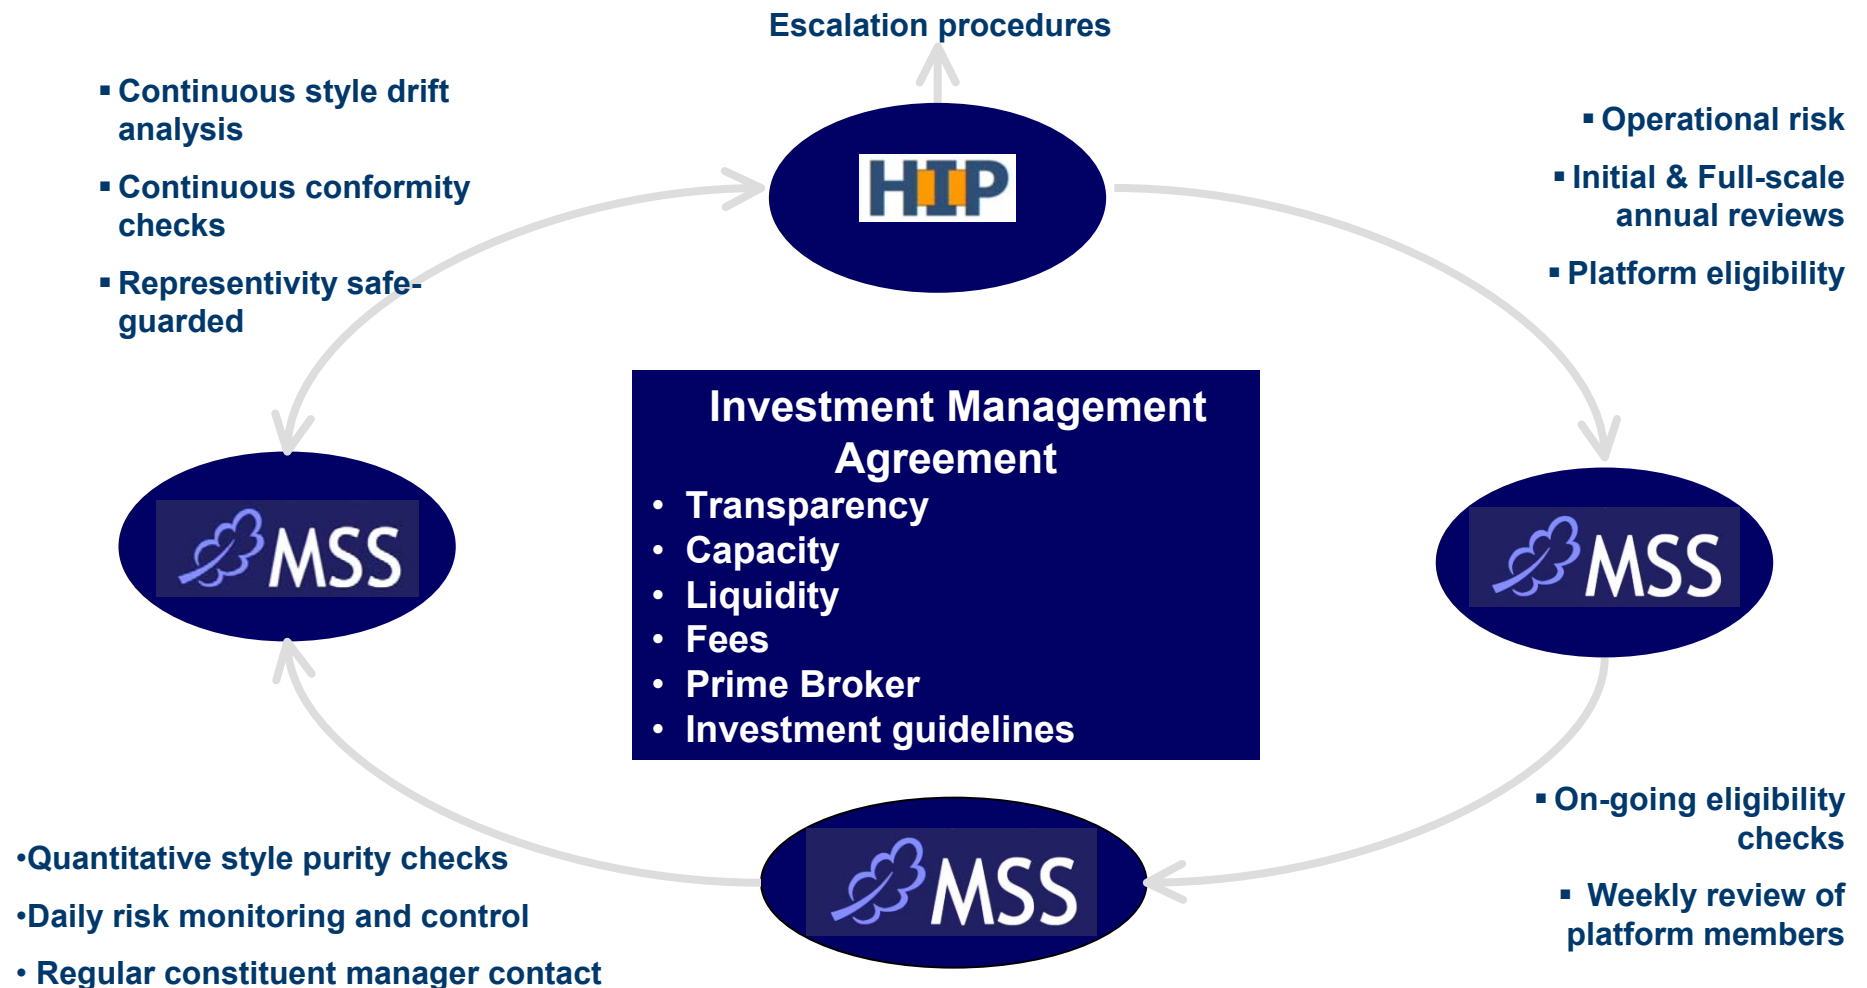 Escalation procedures
▪ Continuous style drift
analysis
▪ Continuous conformity
checks
▪ Representivity safe-
guarded
HIP
▪ Operational risk
▪ Initial & Full-scale
annual reviews
▪ Platform eligibility
Investment Management
Agreement
• Transparency
• Capacity
• Liquidity
• Fees
• Prime Broker
• Investment guidelines
MSS
MSS
MSS
▪ On-going eligibility
checks
▪ Weekly review of
platform members
•Quantitative style purity checks
•Daily risk monitoring and control
• Regular constituent manager contact